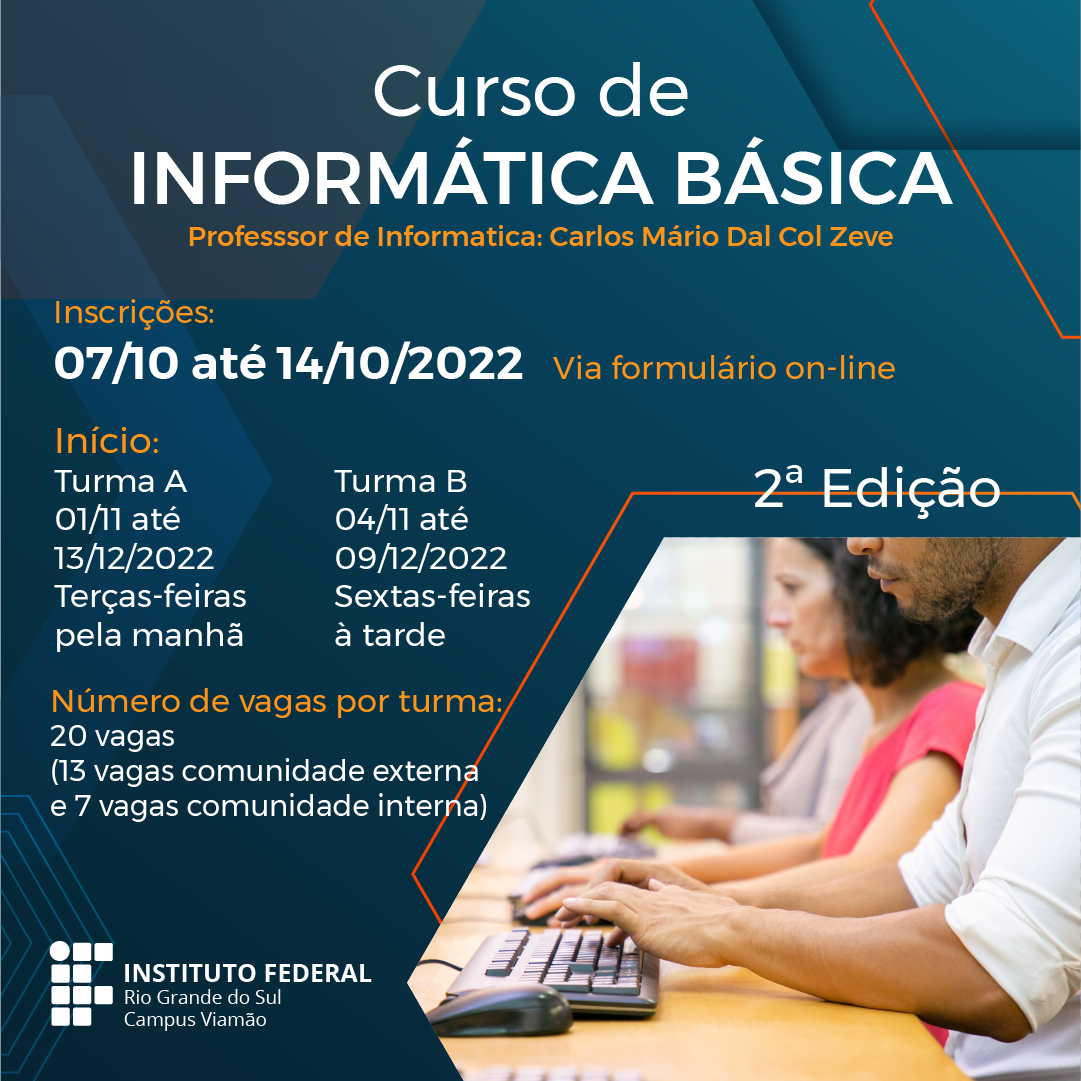 Curso de
INFORMÁTICA BÁSICA
Professsor de Informatica: Carlos Mário Dal Col Zeve
Inscrições:
07/10 até 14/10/2022 Via formulário on-line
Início:
Turma A
01/11 até
13/12/2022
Terças-feiras
pela manhã
Turma B
04/11 até
09/12/2022
Sextas-feiras
à tarde
2ª Edição
Número de vagas por turma:
20 vagas
(13 vagas comunidade externa
e 7 vagas comunidade interna)
INSTITUTO FEDERAL
Rio Grande do Sul
Campus Viamão